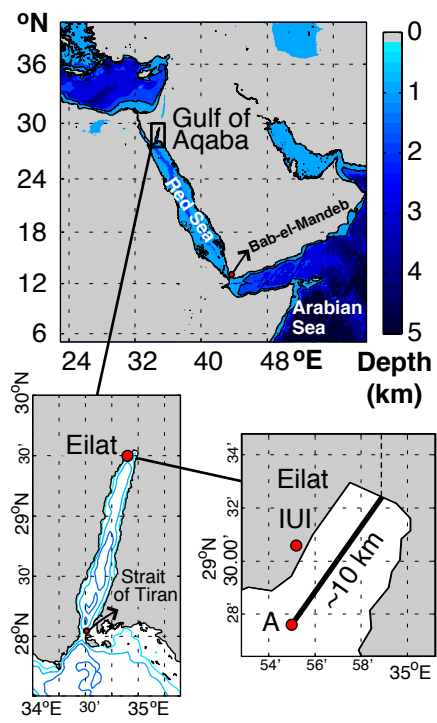 ºN
36
30
24
18
12
6
24
32
40
48
ºE
Gulf of
Aqaba
Red Sea
Bab-el-Mandeb
Arabian
Sea
0
1
2
3
4
5
Depth
(km)
30ºN
30'
29ºN
30'
28ºN
34ºE
30'
35ºE
Eilat
Strait
of Tiran
34'
32'
29ºN
30.00'
28'
54'
56'
58'
35ºE
Eilat
IUI
~10 km
A